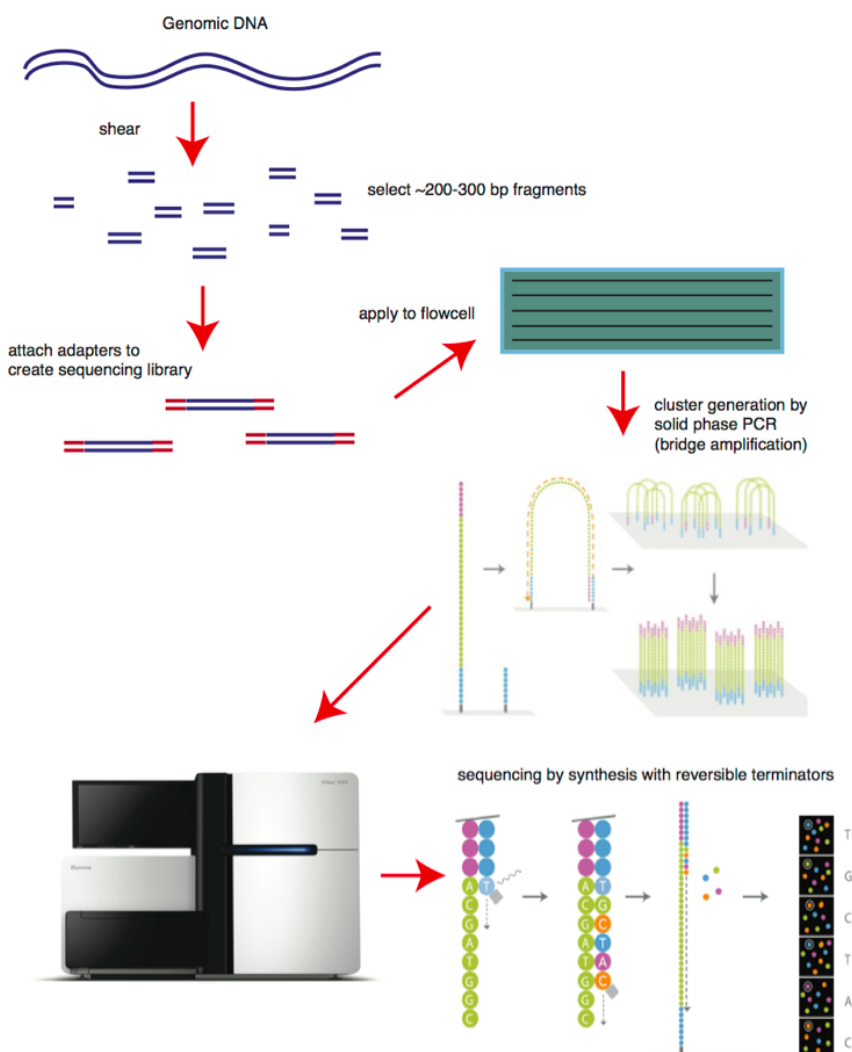 Genomic DNA
shear
select ~200-300 bp fragments
apply to flowcell
attach adapters to
create sequencing library
cluster generation by
solid phase PCR
(bridge amplification)
sequencing by synthesis with reversible terminators
A T
C
G
A
T
G
G
C
A T
C G
G C
A T
T A
G C
G
C
T
G
C
T
A
C